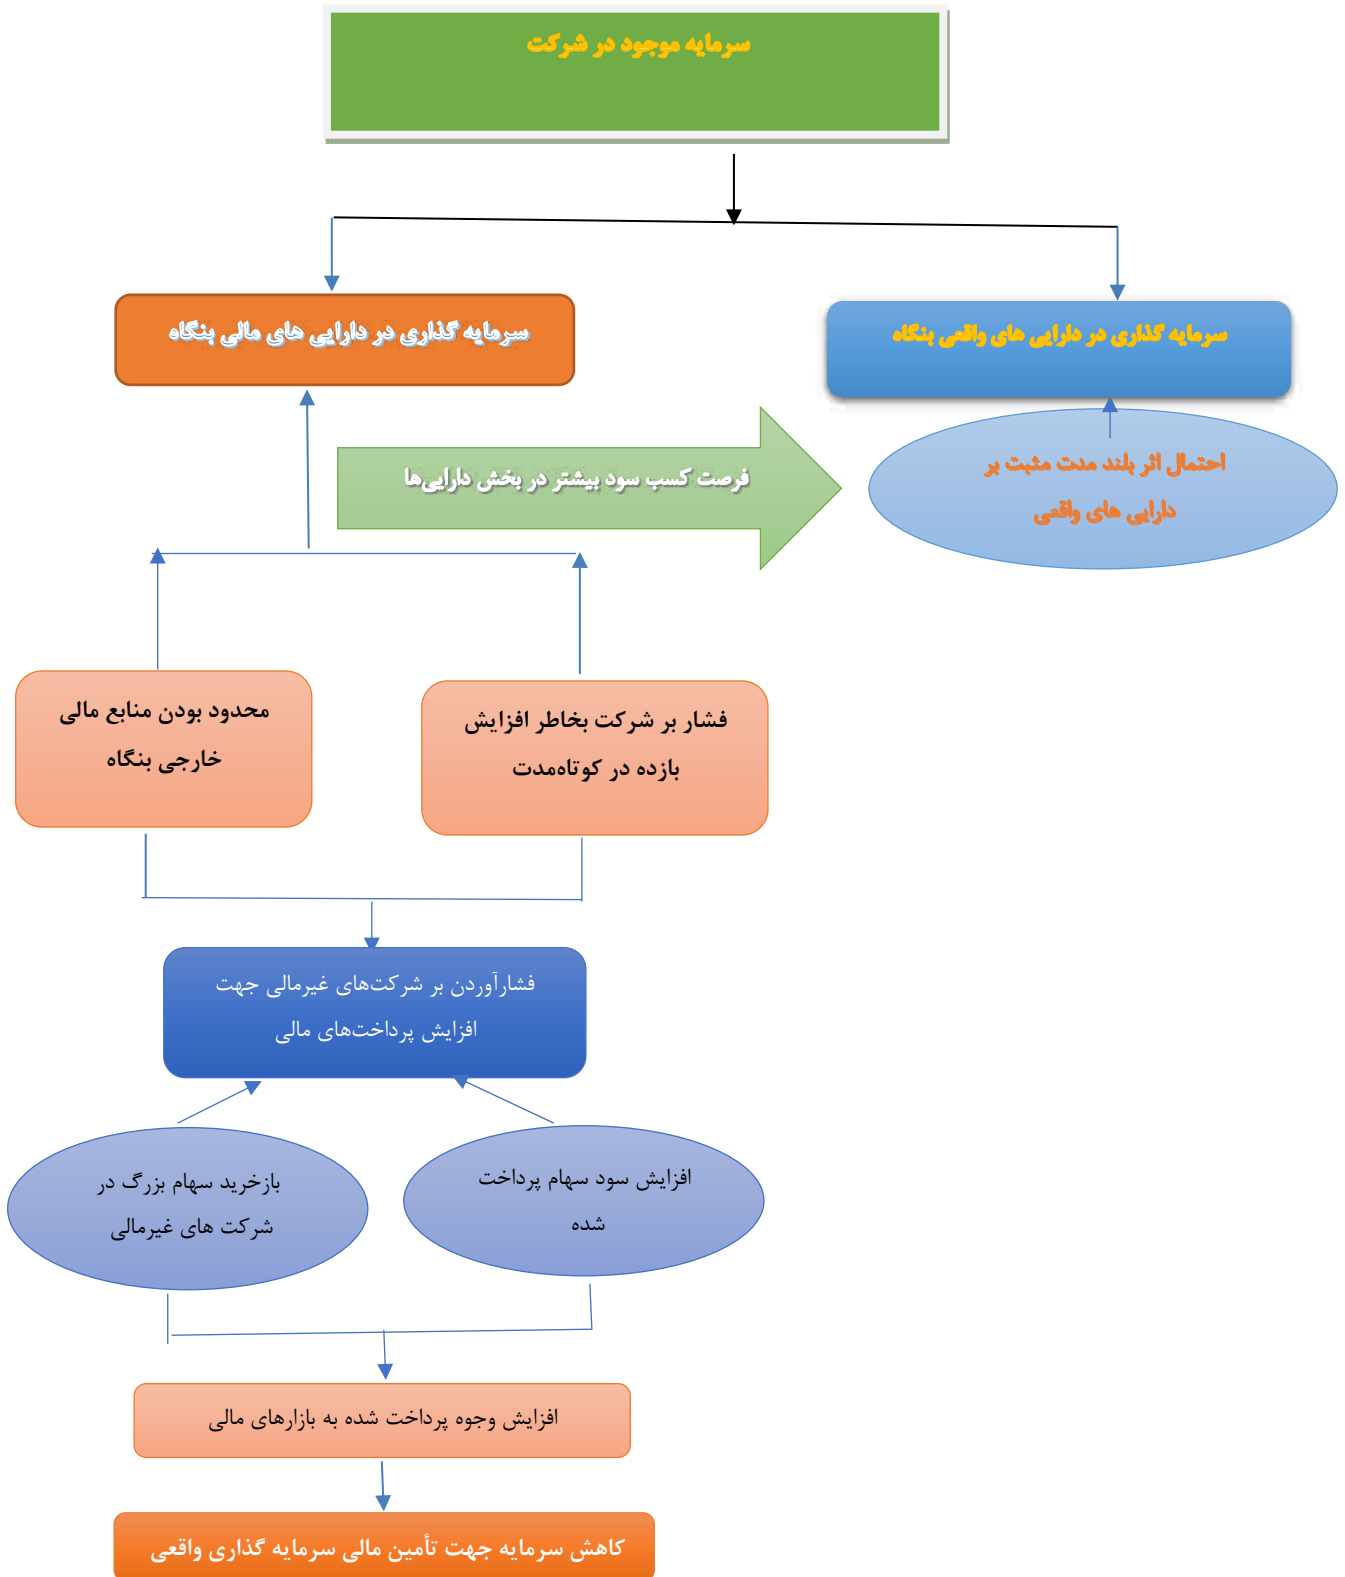 سرمایه موجود در شرکت
سرمایه گذاری در دارایی های واقعی بنگاه
سرمایه گذاری در دارایی های مالی بنگاه
احتمال اثر بلند مدت مثبت بر
دارایی های واقعی
فرصت کسب سود بیشتر در بخش دارایی‌ها
فشار بر شرکت بخاطر افزایش
بازده در کوتاه‌مدت
محدود بودن منابع مالی
خارجی بنگاه
فشارآوردن بر شرکت‌های غیرمالی جهت
افزایش پرداخت‌های مالی
افزایش سود سهام پرداخت
شده
بازخرید سهام بزرگ در
شرکت های غیرمالی
افزایش وجوه پرداخت شده به بازارهای مالی
کاهش سرمایه جهت تأمین مالی سرمایه گذاری واقعی